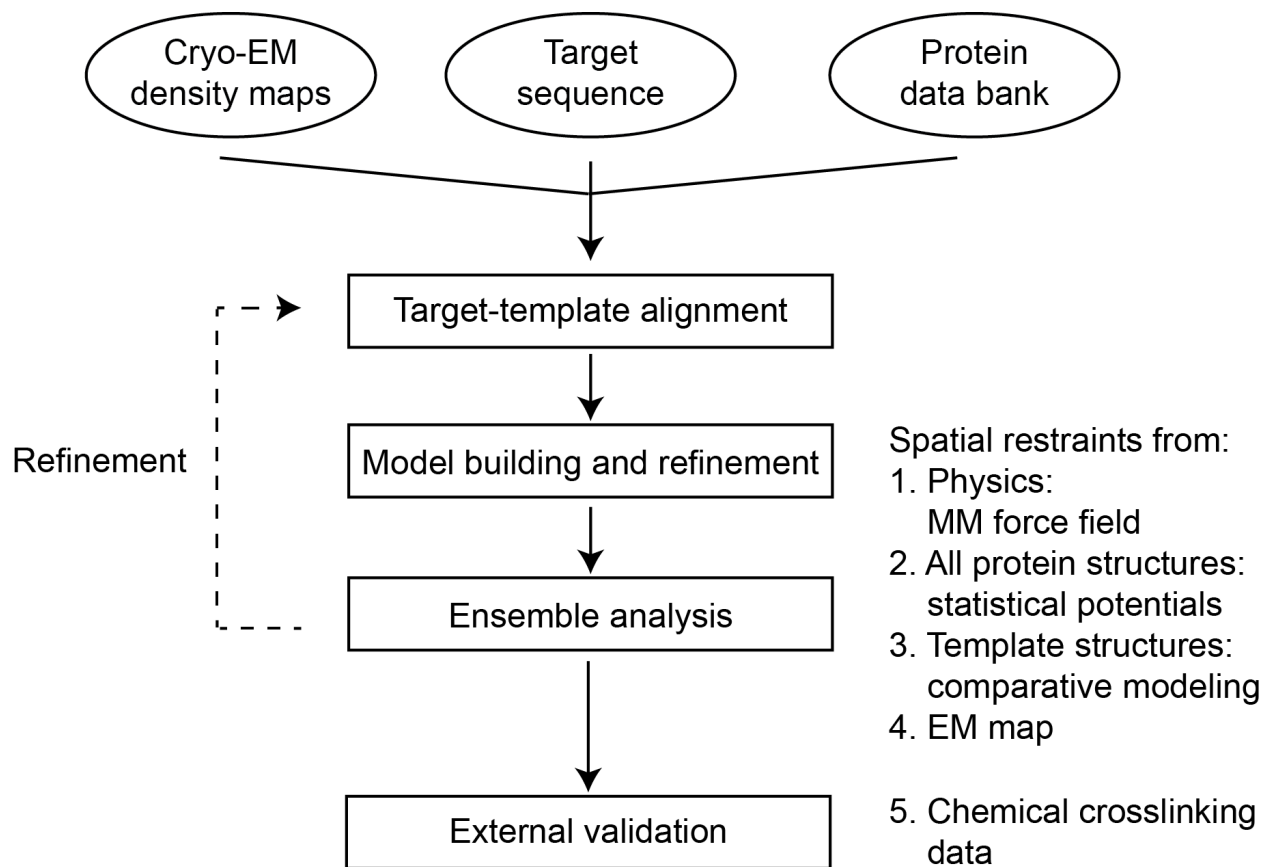 Cryo-EM
density maps
Target
sequence
Protein
data bank
Target-template alignment
Refinement
Model building and refinement
Ensemble analysis
External validation
Spatial restraints from:
1. Physics:
MM force field
2. All protein structures:
statistical potentials
3. Template structures:
comparative modeling
4. EM map
5. Chemical crosslinking
data